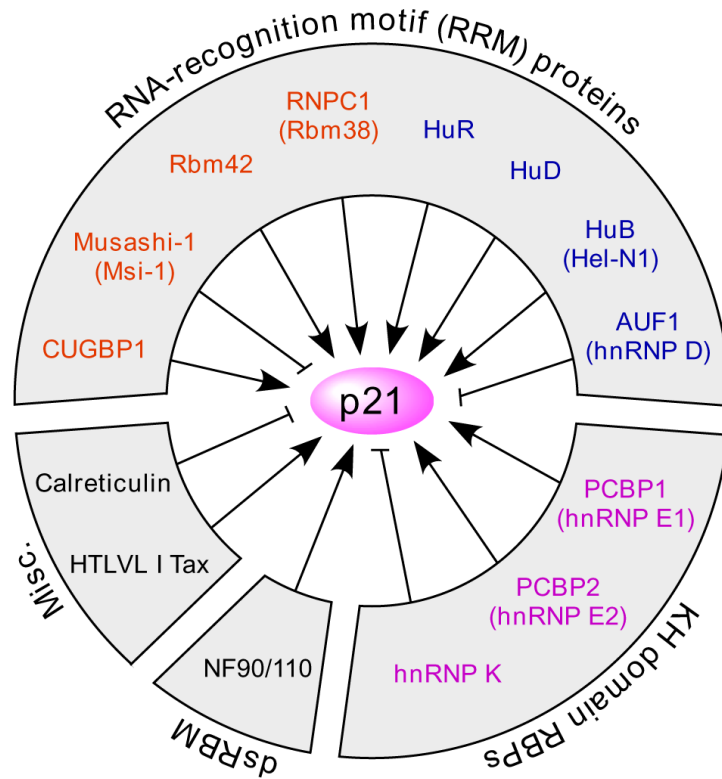 RNA-recognition motif (RRM) proteins
RNPC1
(Rbm38)
HuR
Rbm42
HuD
Musashi-1
(Msi-1)
HuB
(Hel-N1)
CUGBP1
AUF1
(hnRNP D)
p21
Calreticulin
HTLVL I Tax
Misc.
NF90/110
dsRBM
PCBP1
(hnRNP E1)
PCBP2
(hnRNP E2)
hnRNP K
KH domain RBPs